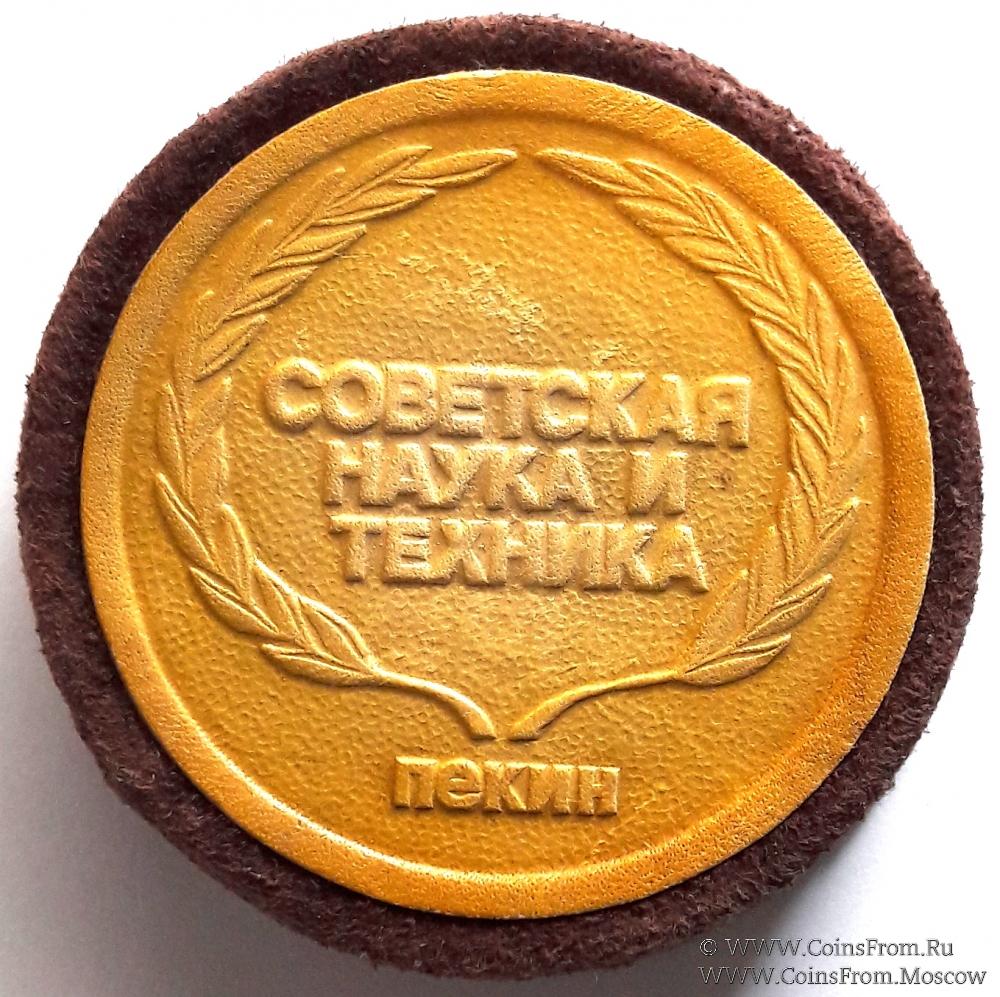 СОВЕТСКАЯ
НАУКА И
ТЕХНИКА
ПЕКИН
© WWW.CoinsFrom.Ru
WWW.CoinsFrom.Moscow